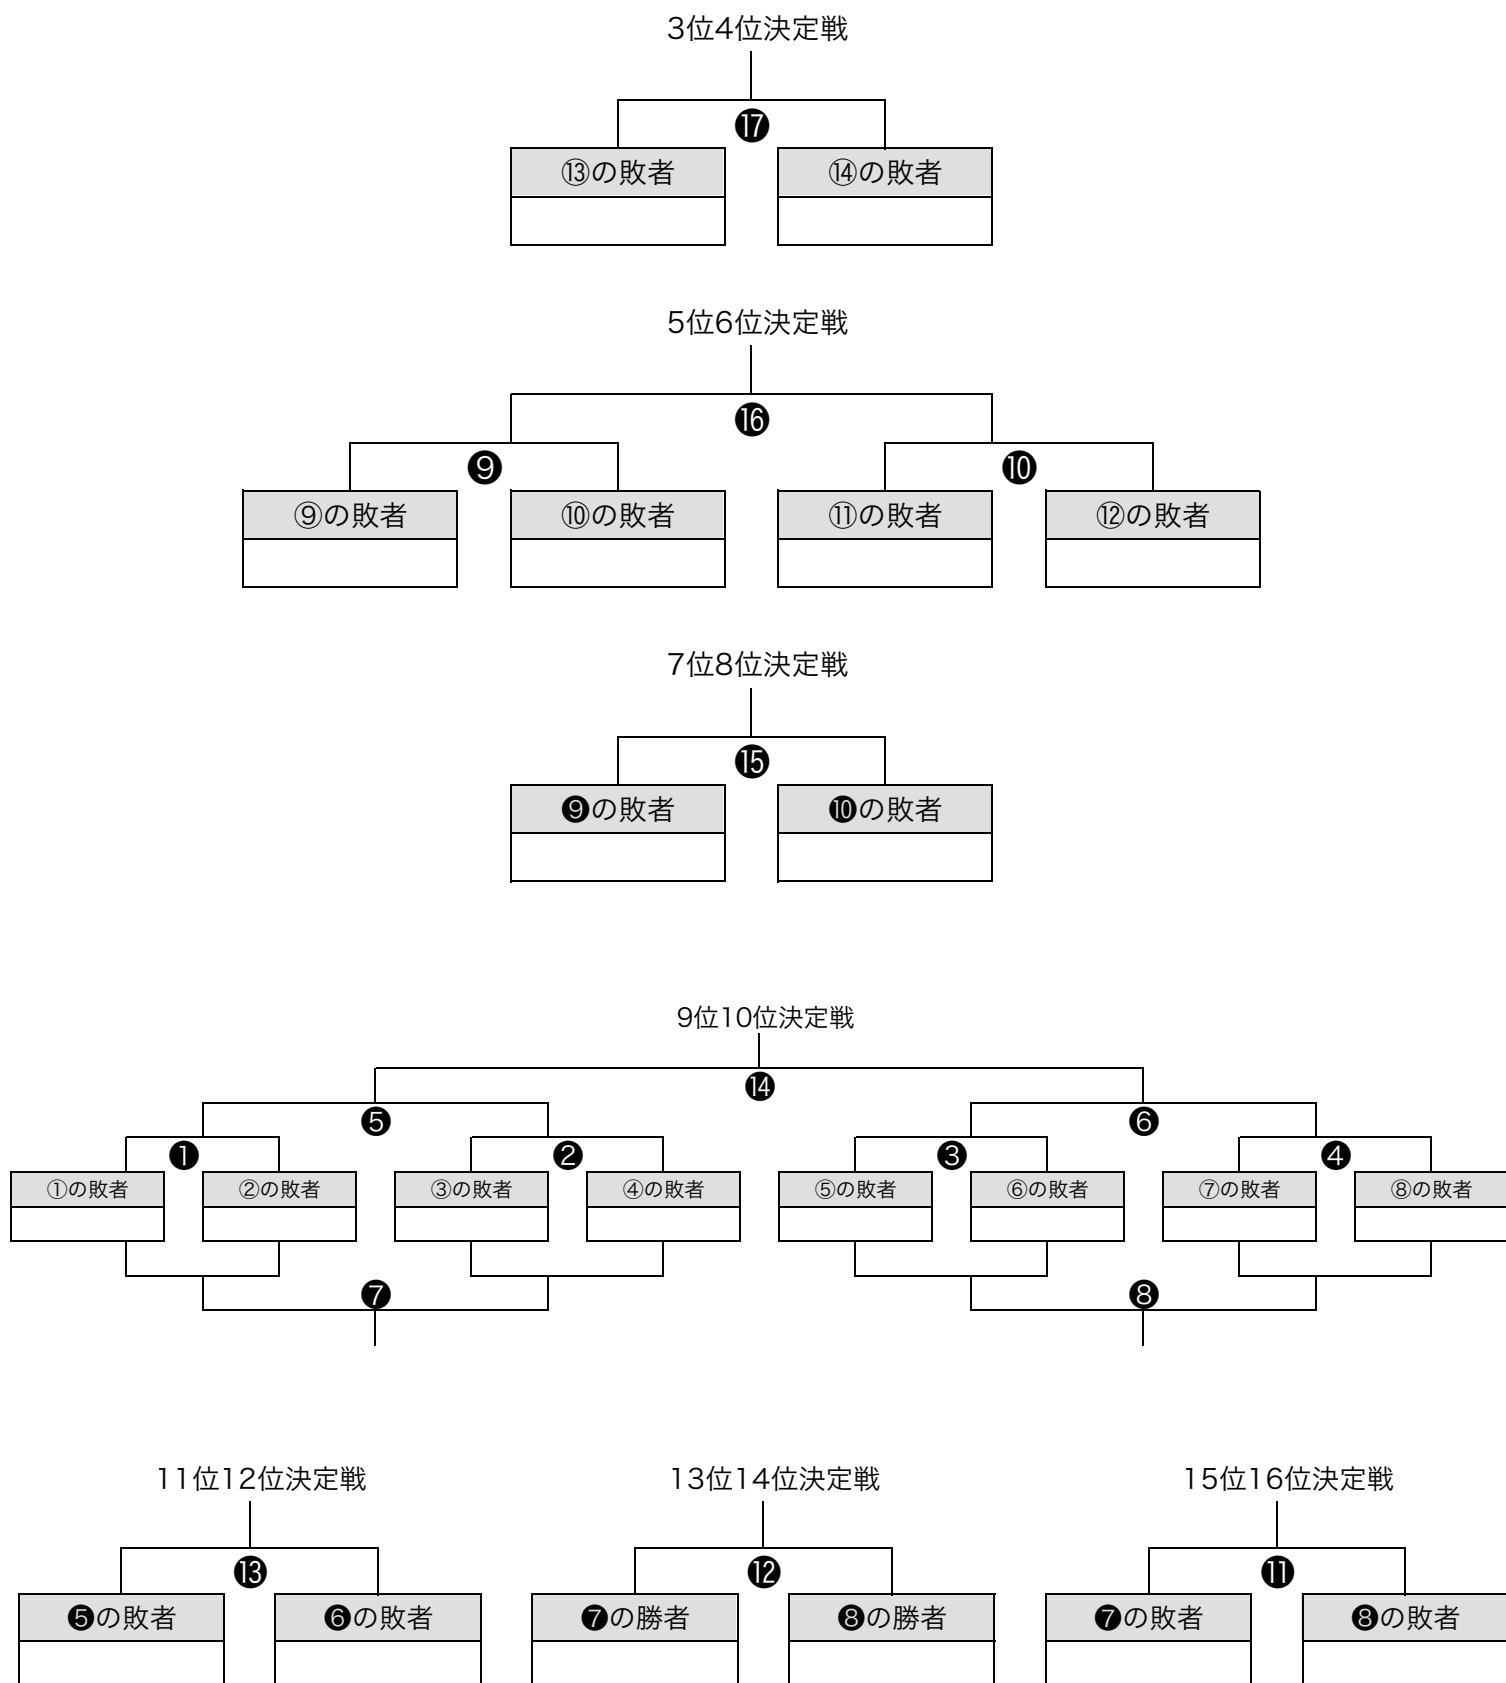 3位4位決定戦
⓱
⑬の敗者 ⑭の敗者
5位6位決定戦
⓰
❾ ❿
⑨の敗者 ⑩の敗者 ⑪の敗者 ⑫の敗者
7位8位決定戦
⓯
❾の敗者 ❿の敗者
9位10位決定戦
⓮
❺ ❻
❶ ❷ ❸ ❹
①の敗者 ②の敗者 ③の敗者 ④の敗者 ⑤の敗者 ⑥の敗者 ⑦の敗者 ⑧の敗者
❼ ❽
11位12位決定戦 13位14位決定戦 15位16位決定戦
⓭ ⓬ ⓫
❺の敗者 ❻の敗者 ❼の勝者 ❽の勝者 ❼の敗者 ❽の敗者